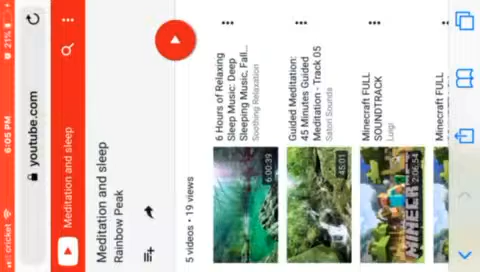 cricket
6:05 PM
21%
youtube.com
Meditation and sleep
Meditation and sleep
Rainbow Peak
5 videos • 19 views
6 Hours of Relaxing
Sleep Music: Deep
Sleeping Music, Fall...
Soothing Relaxation
6:00:39
Guided Meditation:
45 Minutes Guided
Meditation - Track 05
Satori Sounds
45:01
Minecraft FULL
SOUNDTRACK
Luigi
MINECR
2:06:54
Minecraft FULL